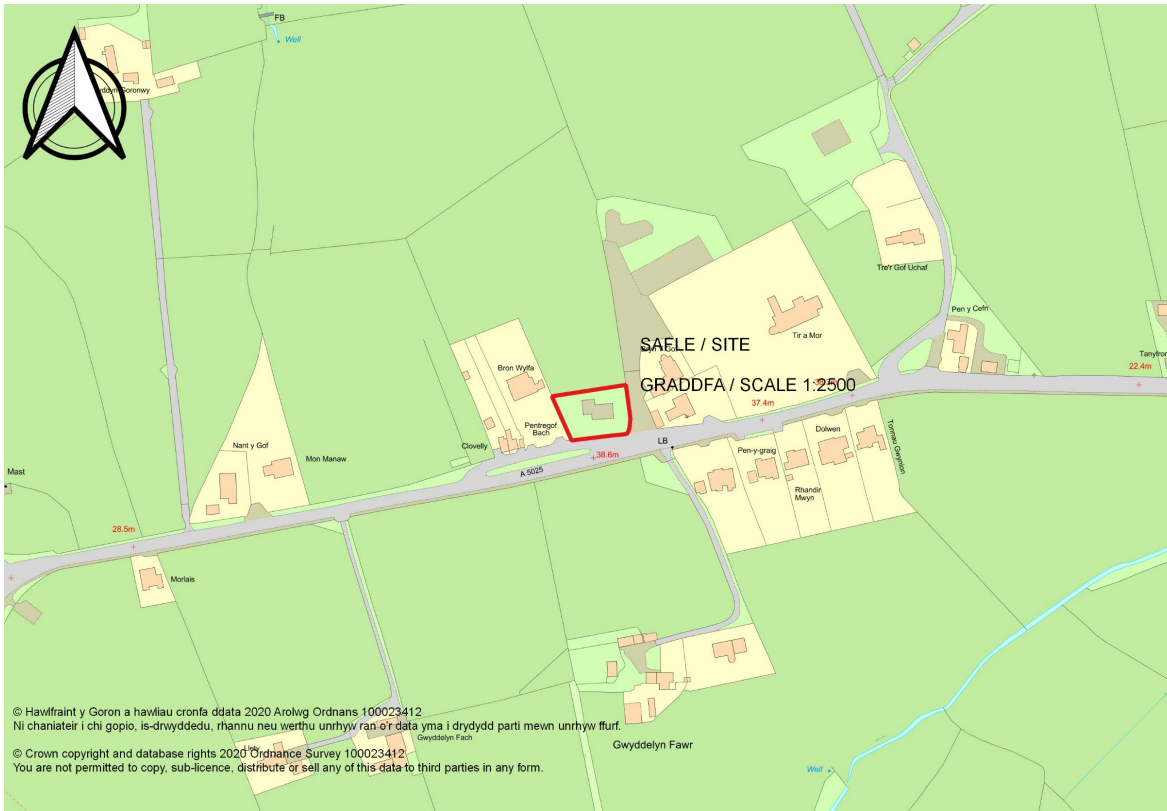 FB
Well
Goronwy
SAFLE / SITE
GRADDFA / SCALE 1:2500
Tre'r Gof Uchaf
Tir a Mor
Pen y Cefn
Tanyfron
22.4m
37.4m
Bron Wylfa
Pentregof
Bach
Clovelly
LB
38.6m
A 5025
Nant y Gof
Mon Manaw
Mast
28.5m
Morlais
Pen-y-graig
Dolwen
Rhandir
Mwyn
Tonnau Gwynion
Gwyddelyn Fawr
Gwyddelyn Fach
Well
© Hawlfraint y Goron a hawliau cronfa ddata 2020 Arolwg Ordnans 100023412
Ni chaniateir i chi gopio, is-drwyddedu, rhannu neu werthu unrhyw ran o'r data yma i drydydd parti mewn unrhyw ffurf.
© Crown copyright and database rights 2020 Ordnance Survey 100023412
You are not permitted to copy, sub-licence, distribute or sell any of this data to third parties in any form.